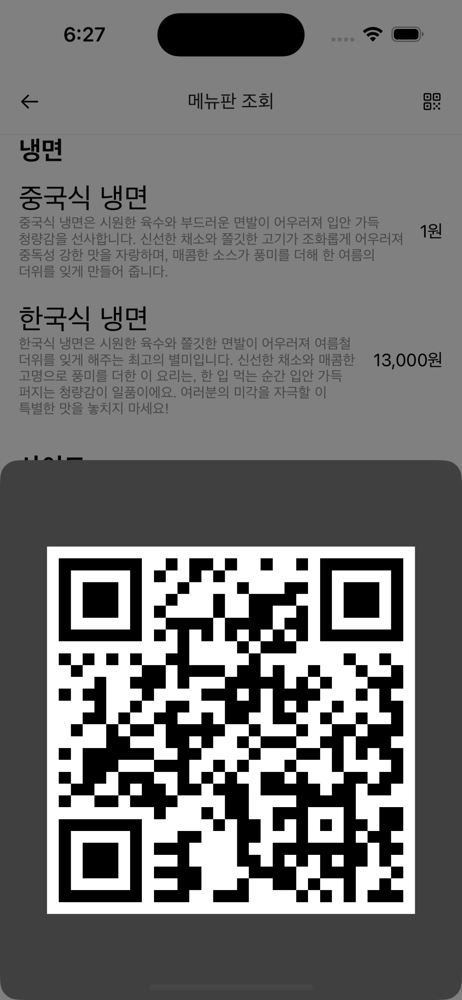 6:27
메뉴판 조회
냉면
중국식 냉면
중국식 냉면은 시원한 육수와 부드러운 면발이 어우러져 입안 가득
청량감을 선사합니다. 신선한 채소와 쫄깃한 고기가 조화롭게 어우러져
중독성 강한 맛을 자랑하며, 매콤한 소스가 풍미를 더해 한 여름의
더위를 잊게 만들어 줍니다.
1원
한국식 냉면
한국식 냉면은 시원한 육수와 쫄깃한 면발이 어우러져 여름철
더위를 잊게 해주는 최고의 별미입니다. 신선한 채소와 매콤한
고명으로 풍미를 더한 이 요리는, 한 입 먹는 순간 입안 가득
퍼지는 청량감이 일품이에요. 여러분의 미각을 자극할 이
특별한 맛을 놓치지 마세요!
13,000원